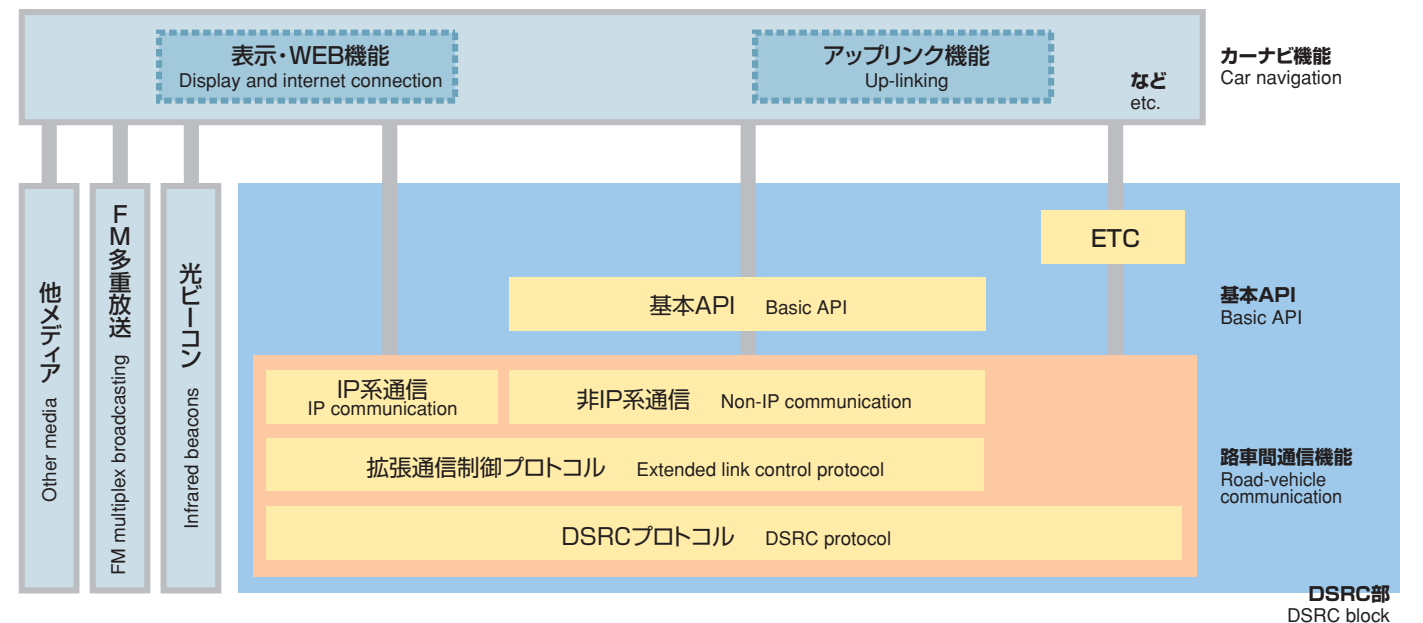 表示・WEB機能
Display and internet connection
アップリンク機能
Up-linking
など
etc.
カーナビ機能
Car navigation
他メディア Other media
FM多重放送 FM multiplex broadcasting
光ビーコン Infrared beacons
ETC
基本API Basic API
基本API
Basic API
IP系通信
IP communication
非IP系通信 Non-IP communication
拡張通信制御プロトコル Extended link control protocol
DSRCプロトコル DSRC protocol
路車間通信機能
Road-vehicle
communication
DSRC部
DSRC block